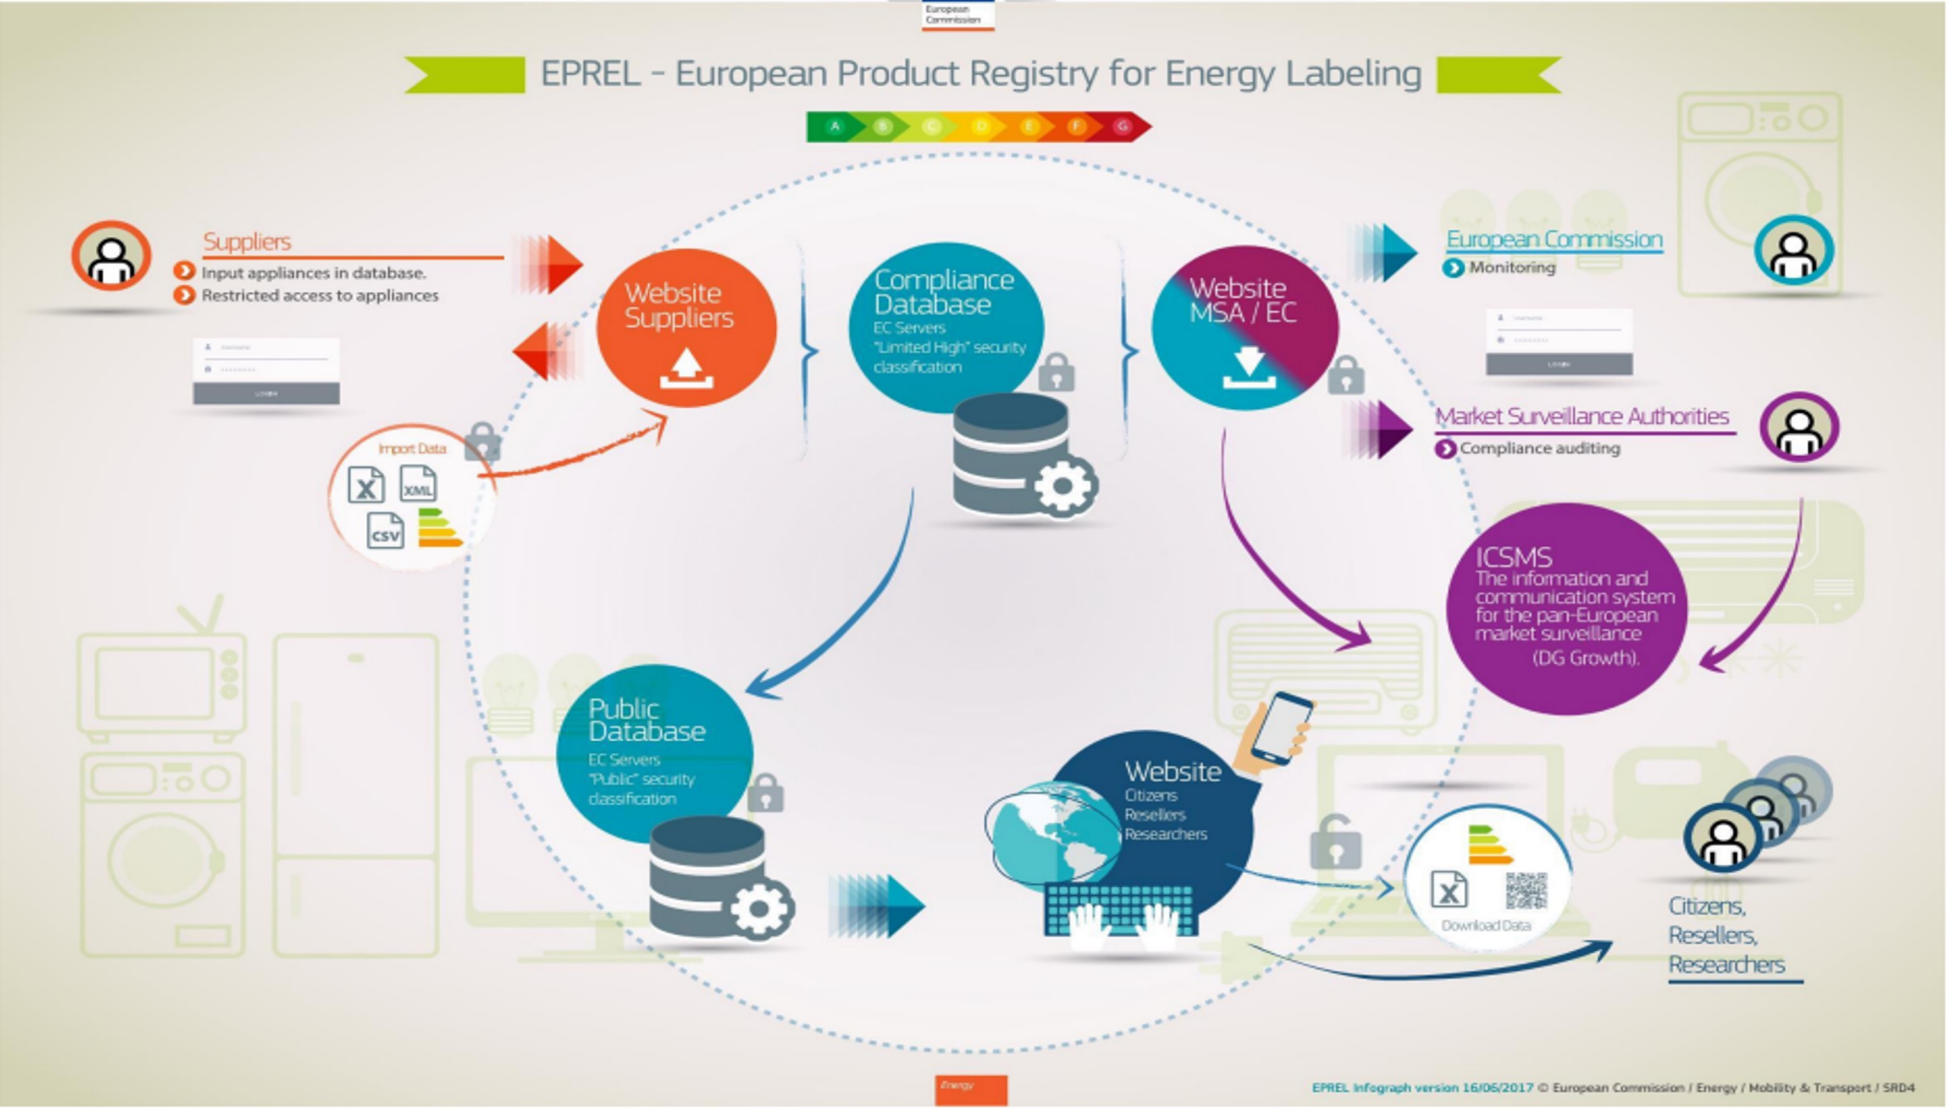 European
Commission
EPREL - European Product Registry for Energy Labeling
A B C D E F G
Suppliers
Input appliances in database.
Restricted access to appliances
LOGIN
Import Data
X
XML
CSV
Website
Suppliers
Compliance
Database
EC Servers
"Limited High" security
classification
Website
MSA / EC
European Commission
Monitoring
Username
LOGIN
Market Surveillance Authorities
Compliance auditing
ICSMS
The information and
communication system
for the pan-European
market surveillance
(DG Growth).
Public
Database
EC Servers
"Public" security
classification
Website
Citizens
Resellers
Researchers
X
Download Data
Citizens,
Resellers,
Researchers
Energy
EPREL Infograph version 16/06/2017 © European Commission / Energy / Mobility & Transport / SRD4